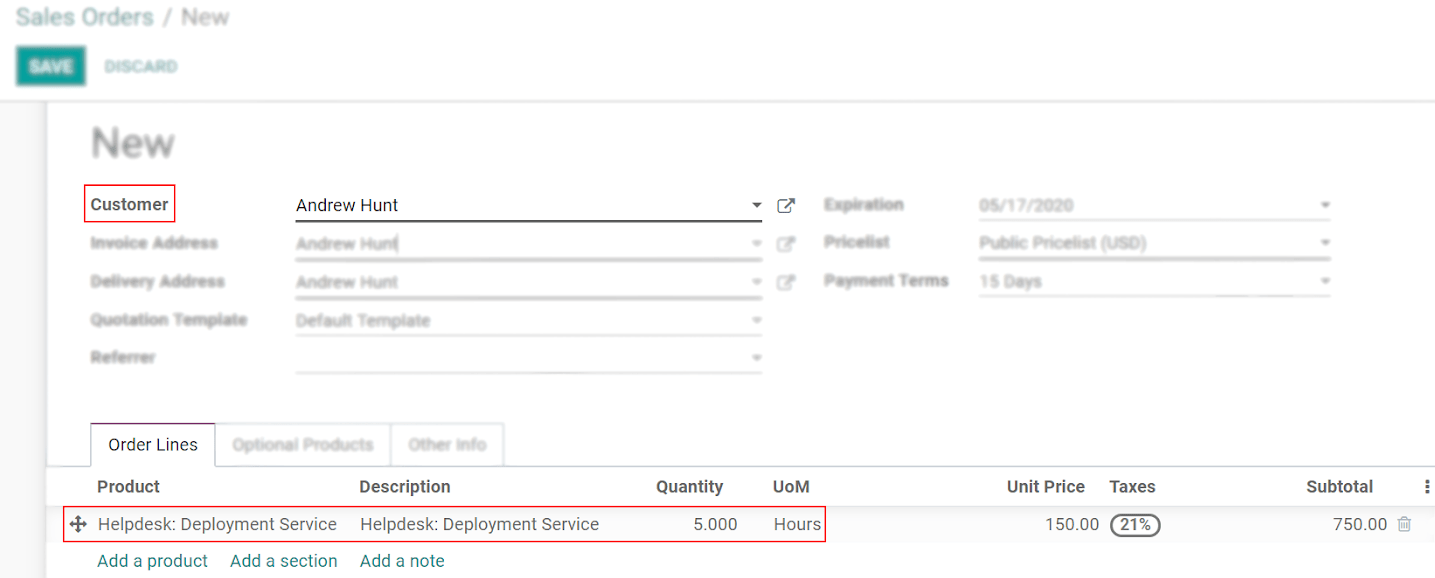 Sales Orders / New
SAVE DISCARD
New
Customer Andrew Hunt Expiration 05/17/2020
Invoice Address Andrew Hunt Pricelist Public Pricelist (USD)
Delivery Address Andrew Hunt Payment Terms 15 Days
Quotation Template Default Template
Referrer
Order Lines Optional Products Other Info
Product Description Quantity UoM Unit Price Taxes Subtotal
Helpdesk: Deployment Service Helpdesk: Deployment Service 5.000 Hours 150.00 21% 750.00
Add a product Add a section Add a note